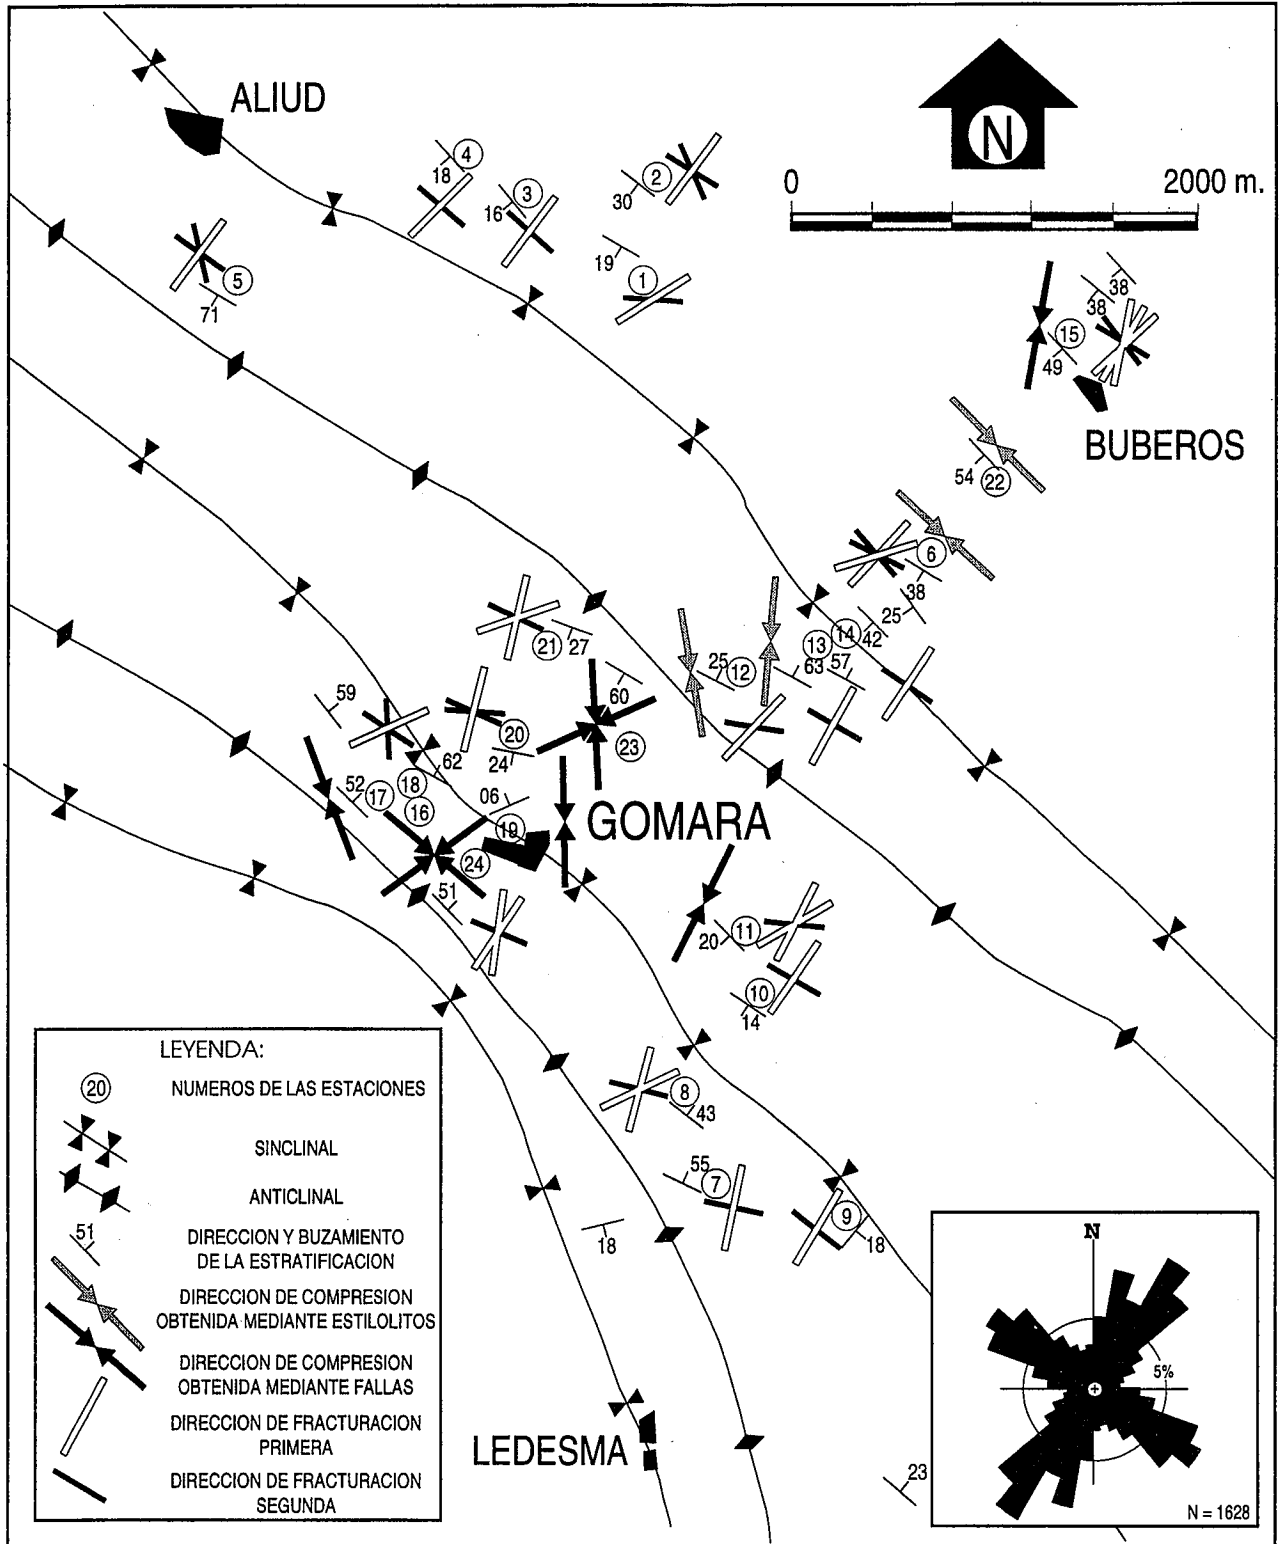 ALIUD
N
0
2000 m.
4
18
3
16
2
30
19
1
5
71
38
38
15
49
BUBEROS
54
22
6
38
25
42
14
13
63
57
25
12
21
27
60
59
20
24
23
62
18
52
17
16
06
19
GOMARA
24
51
20
11
10
14
8
43
55
7
9
18
18
LEDESMA
23
LEYENDA:
20
NUMEROS DE LAS ESTACIONES
SINCLINAL
ANTICLINAL
51
DIRECCION Y BUZAMIENTO
DE LA ESTRATIFICACION
DIRECCION DE COMPRESION
OBTENIDA MEDIANTE ESTILOLITOS
DIRECCION DE COMPRESION
OBTENIDA MEDIANTE FALLAS
DIRECCION DE FRACTURACION
PRIMERA
DIRECCION DE FRACTURACION
SEGUNDA
N
5%
N = 1628